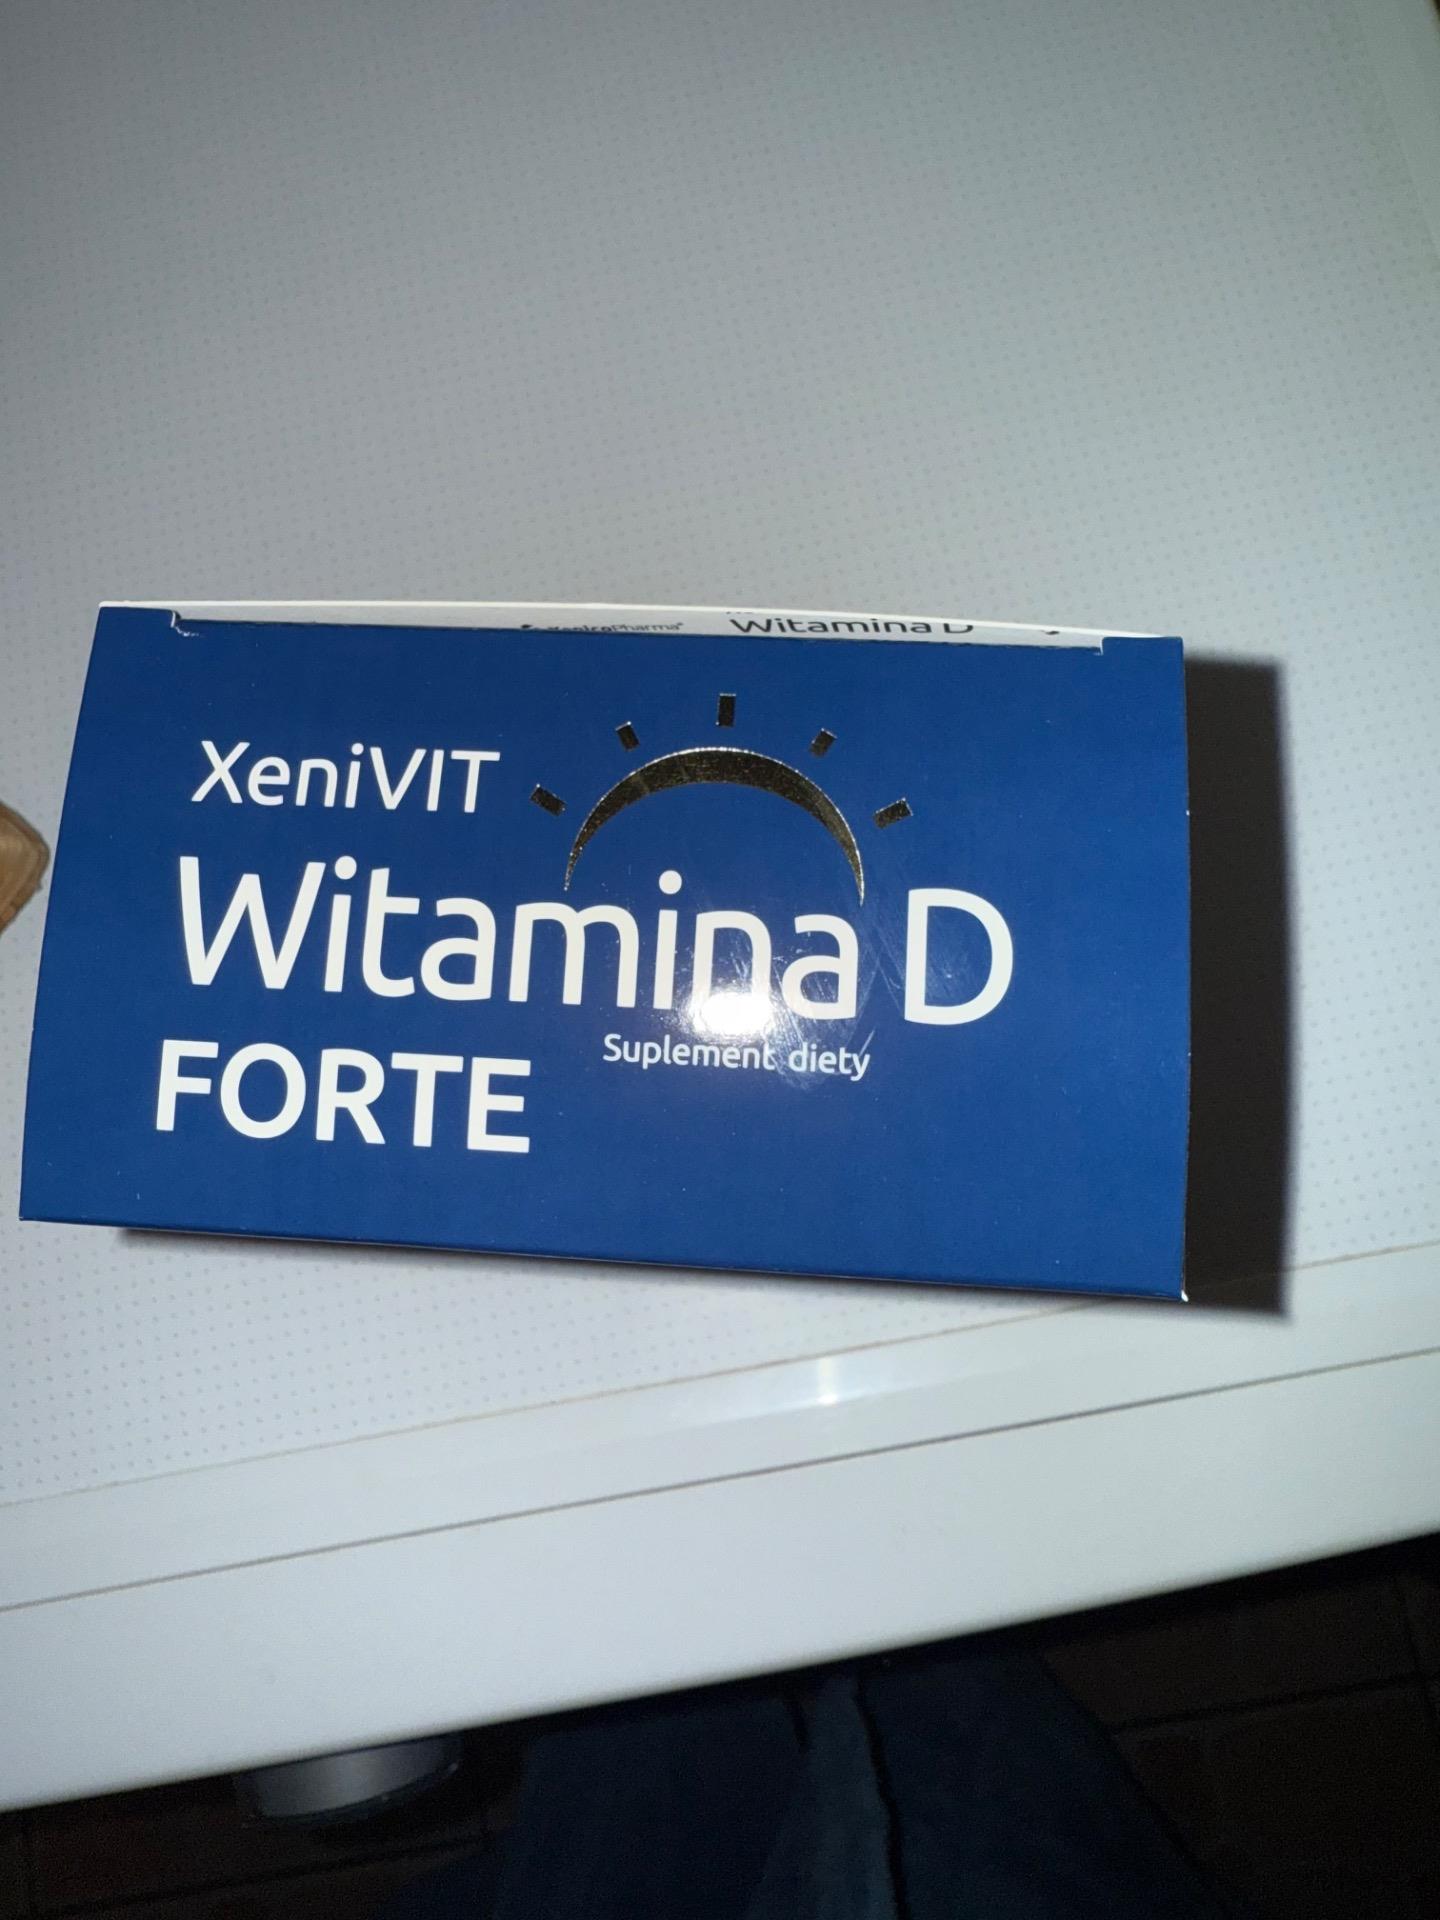 Witamina D
XeniVIT
Witamina D
Suplement diety
FORTE